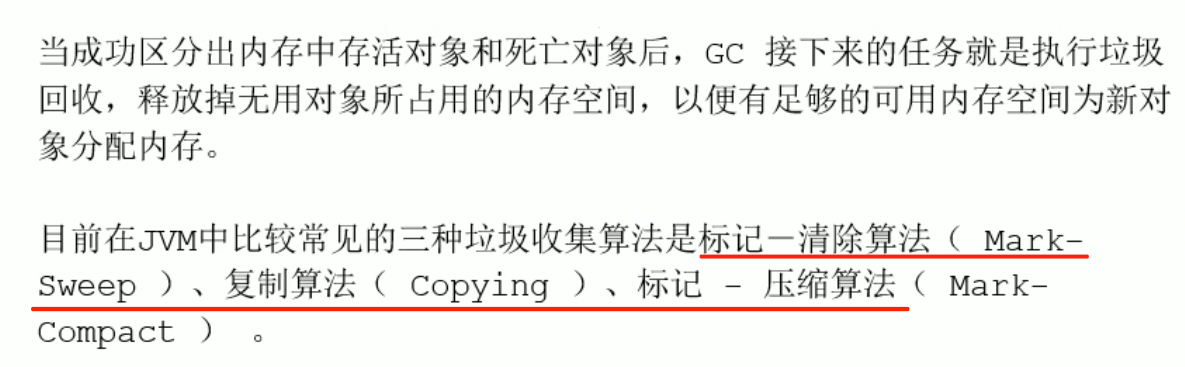 当成功区分出内存中存活对象和死亡对象后，GC 接下来的任务就是执行垃圾
回收，释放掉无用对象所占用的内存空间，以便有足够的可用内存空间为新对
象分配内存。
目前在JVM中比较常见的三种垃圾收集算法是标记一清除算法（ Mark-
Sweep ）、复制算法（ Copying ）、标记 - 压缩算法（ Mark-
Compact ） 。